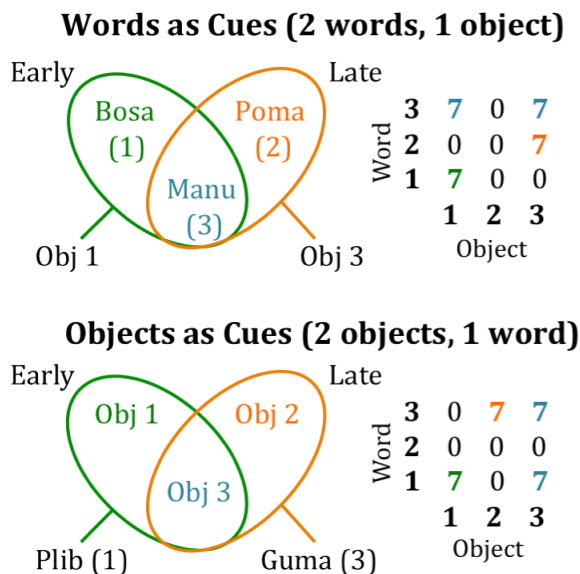 Words as Cues (2 words, 1 object)
Early
Late
Bosa
(1)
Poma
(2)
Manu
(3)
Obj 1
Obj 3
Word
3 7 0 7
2 0 0 7
1 7 0 0
1 2 3
Object
Objects as Cues (2 objects, 1 word)
Early
Late
Obj 1
Obj 2
Obj 3
Plib (1)
Guma (3)
Word
3 0 7 7
2 0 0 0
1 7 0 7
1 2 3
Object